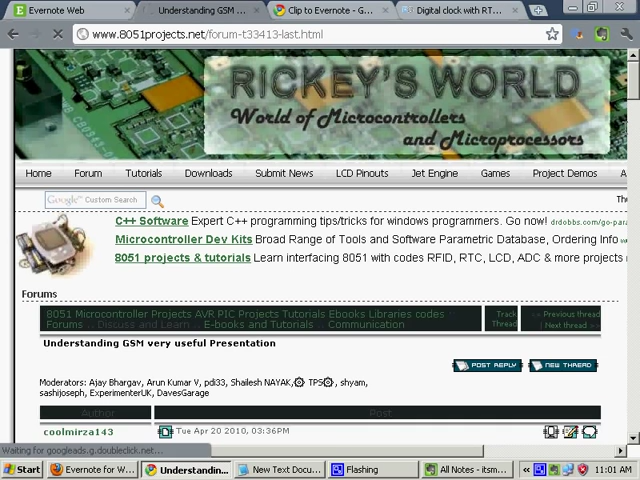 Evernote Web
Understanding GSM
Clip to Evernote - G
Digital clock with RT
www.8051projects.net/forum-t33413-last.html
RICKEY'S WORLD
World of Microcontrollers
and Microprocessors
Home Forum Tutorials Downloads Submit News LCD Pinouts Jet Engine Games Project Demos A
Google Custom Search
C++ Software Expert C++ programming tips/tricks for windows programmers. Go now! drdobbs.com/go-para
Microcontroller Dev Kits Broad Range of Tools and Software Parametric Database, Ordering Info
8051 projects & tutorials Learn interfacing 8051 with codes RFID, RTC, LCD, ADC & more projects
Forums
8051 Microcontroller Projects AVR PIC Projects Tutorials Ebooks Libraries codes
Forums .. Discuss and Learn .. E-books and Tutorials .. Communication
Track
Thread
<< Previous thread
| Next thread >>
Understanding GSM very useful Presentation
POST REPLY
NEW THREAD
Moderators: Ajay Bhargav, Arun Kumar V, pdi33, Shailesh NAYAK, TPS, shyam,
sashijoseph, ExperimenterUK, DavesGarage
Author Post
coolmirza143
Tue Apr 20 2010, 03:36PM
Waiting for googleads.g.doubleclick.net...
Start
Evernote for W...
Understandin...
New Text Docu...
Flashing
All Notes - itsm...
« 11:01 AM